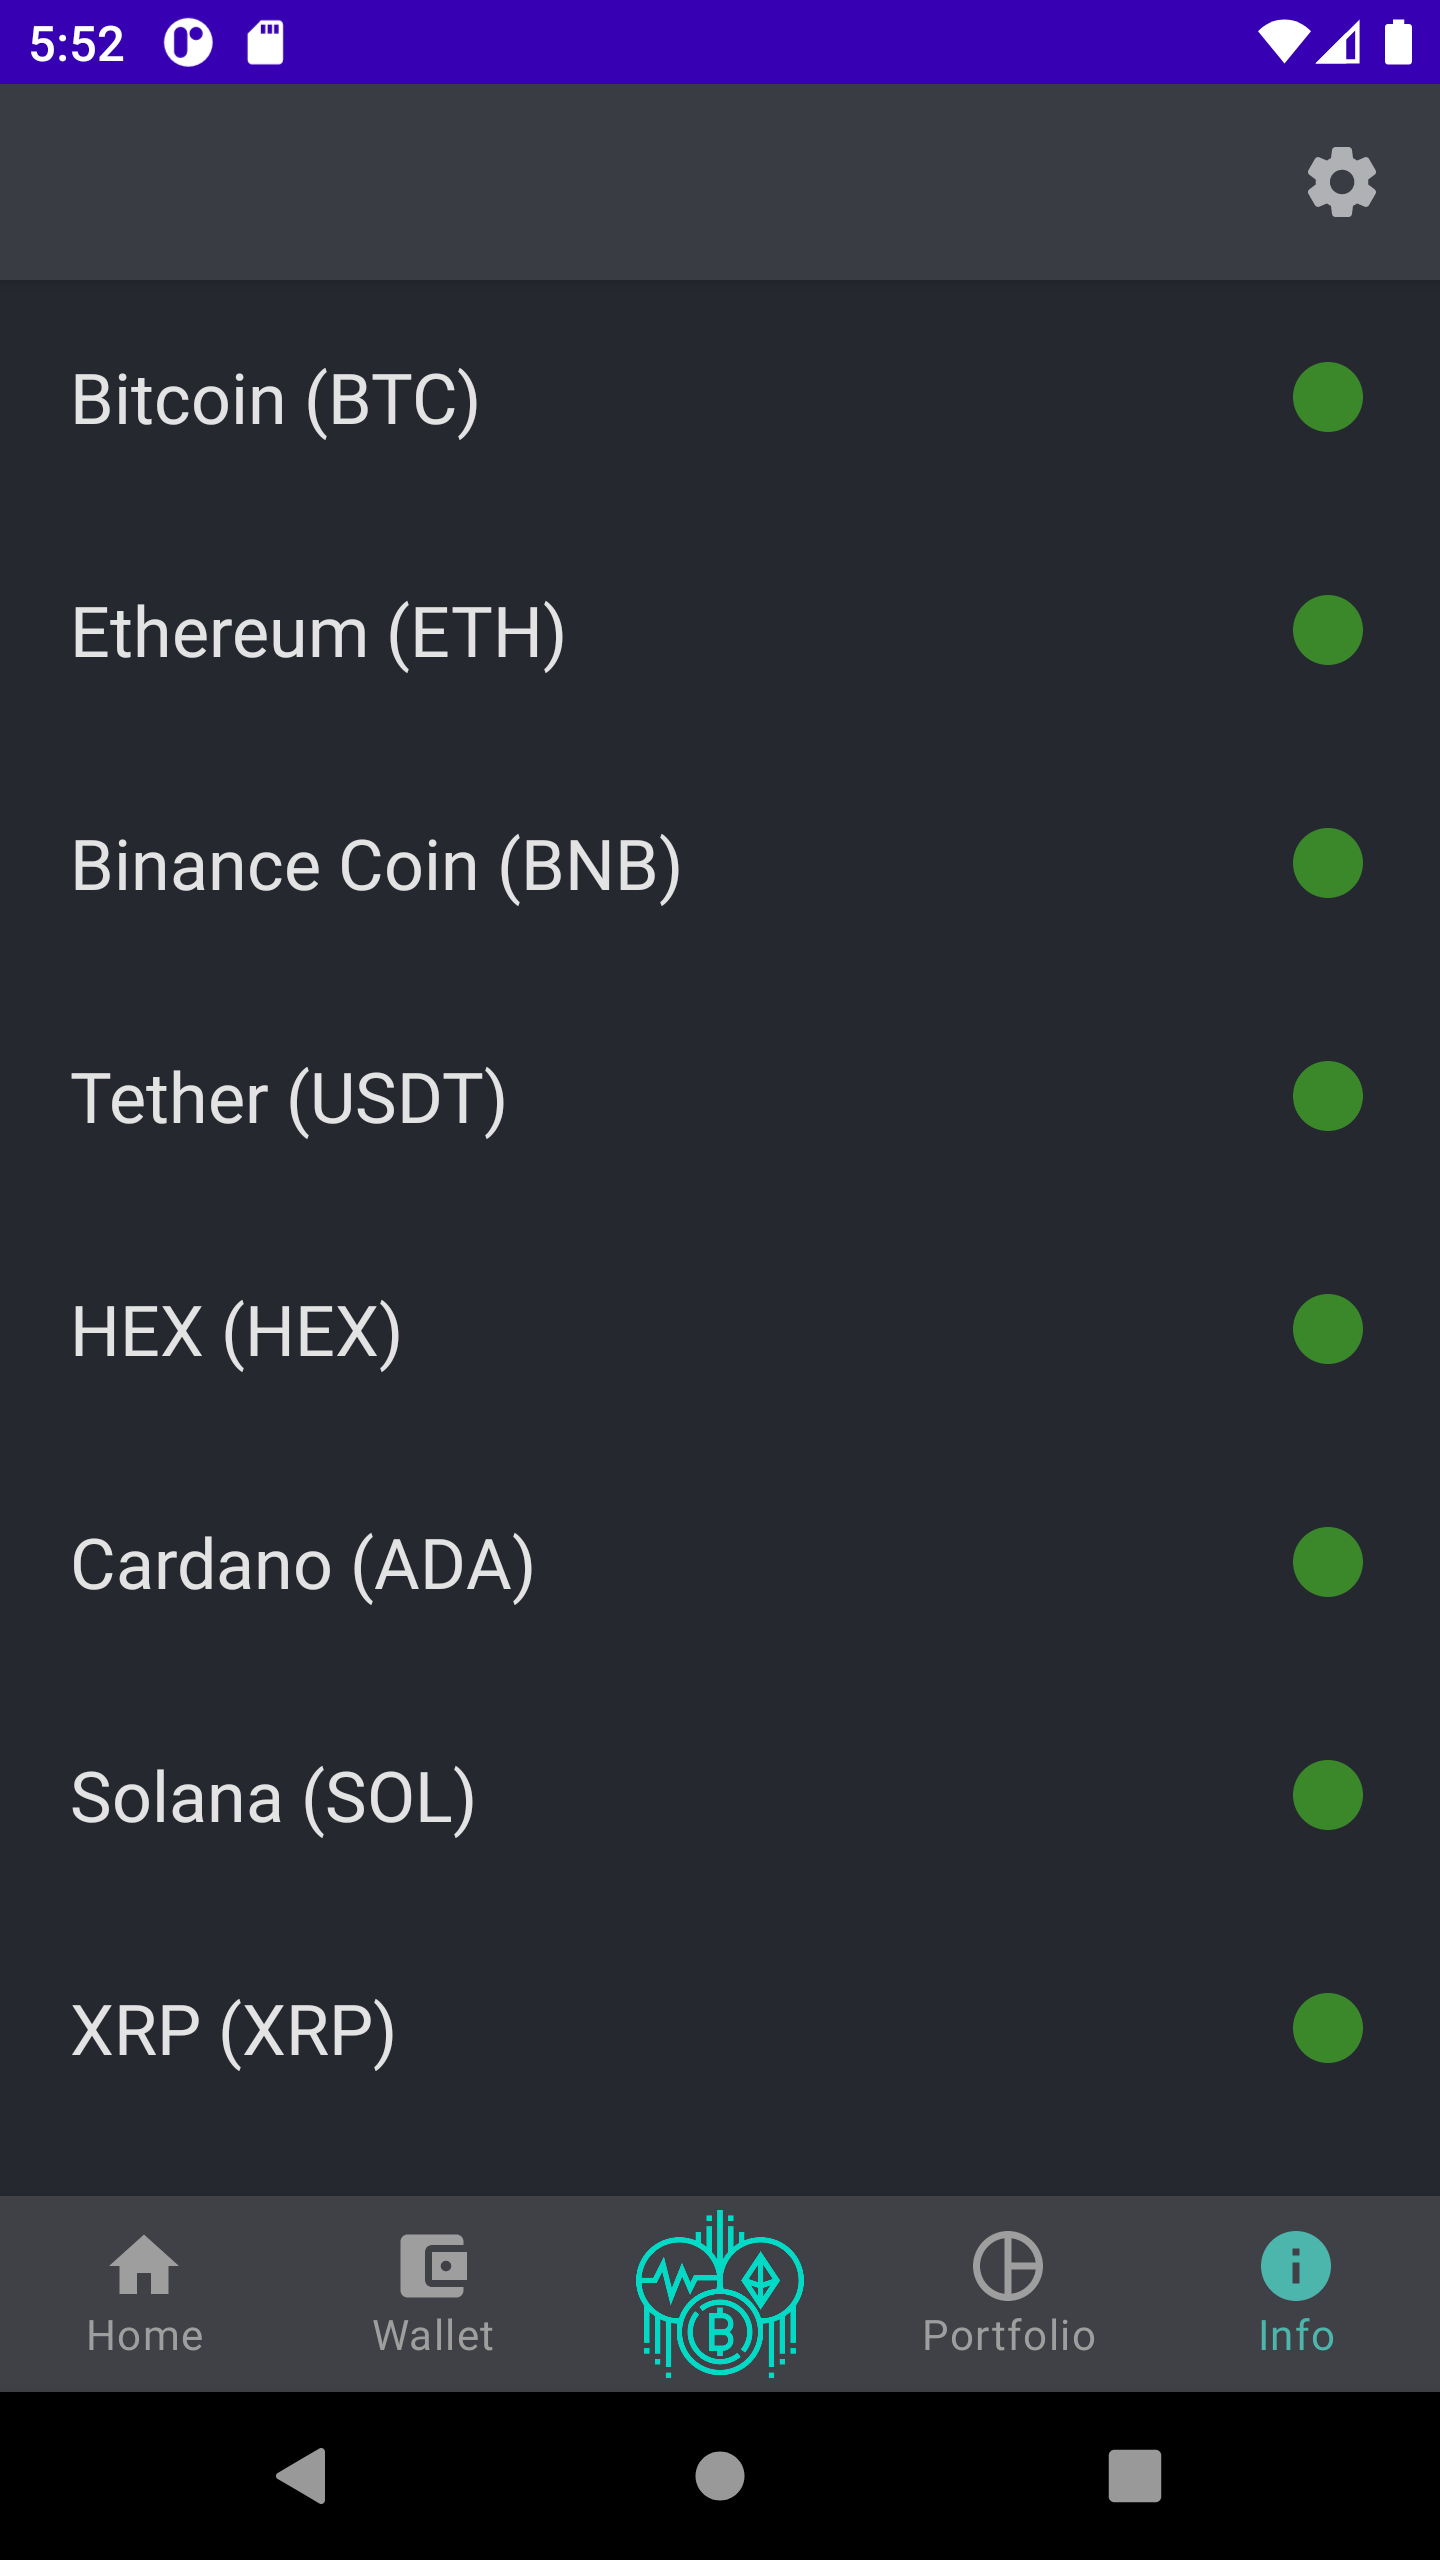 5:52
Bitcoin (BTC)
Ethereum (ETH)
Binance Coin (BNB)
Tether (USDT)
HEX (HEX)
Cardano (ADA)
Solana (SOL)
XRP (XRP)
Home
Wallet
Portfolio
Info